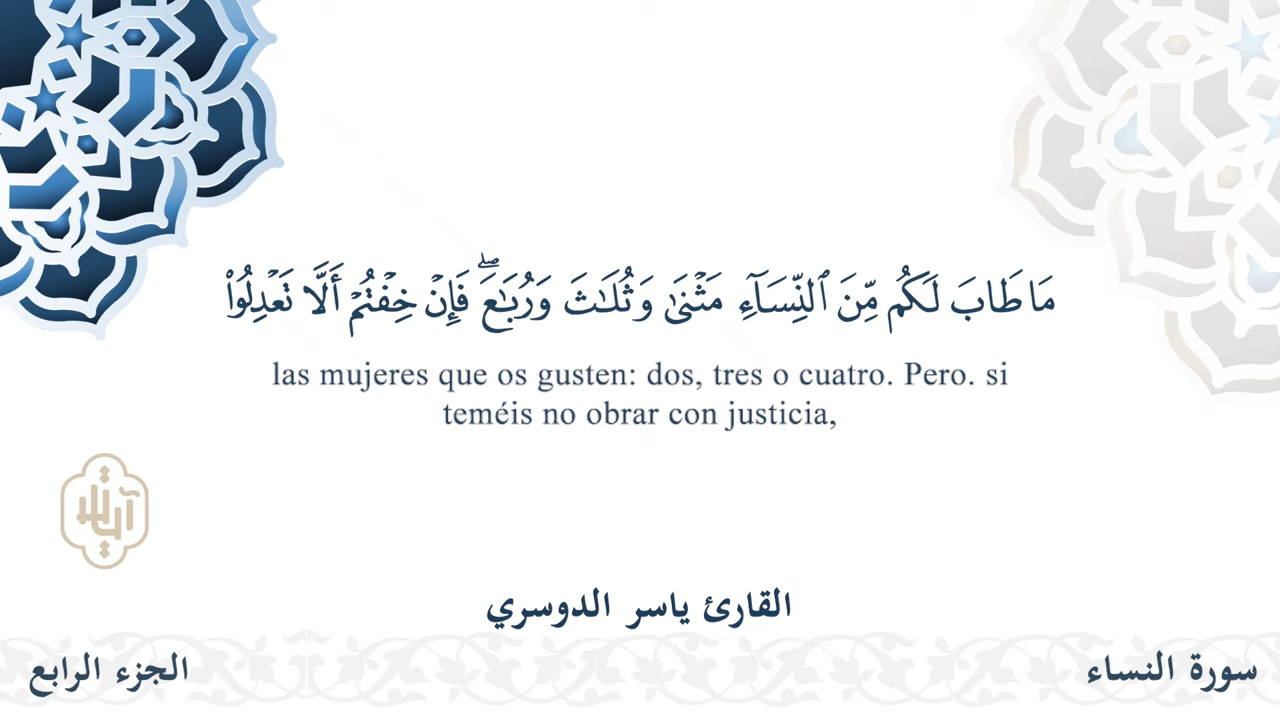 مَا طَابَ لَكُم مِّنَ ٱلنِّسَآءِ مَثۡنَىٰ وَثُلَٰثَ وَرُبَٰعَۖ فَإِنۡ خِفۡتُمۡ أَلَّا تَعۡدِلُواْ
las mujeres que os gusten: dos, tres o cuatro. Pero. si
teméis no obrar con justicia,
القارئ ياسر الدوسري
سورة النساء
الجزء الرابع